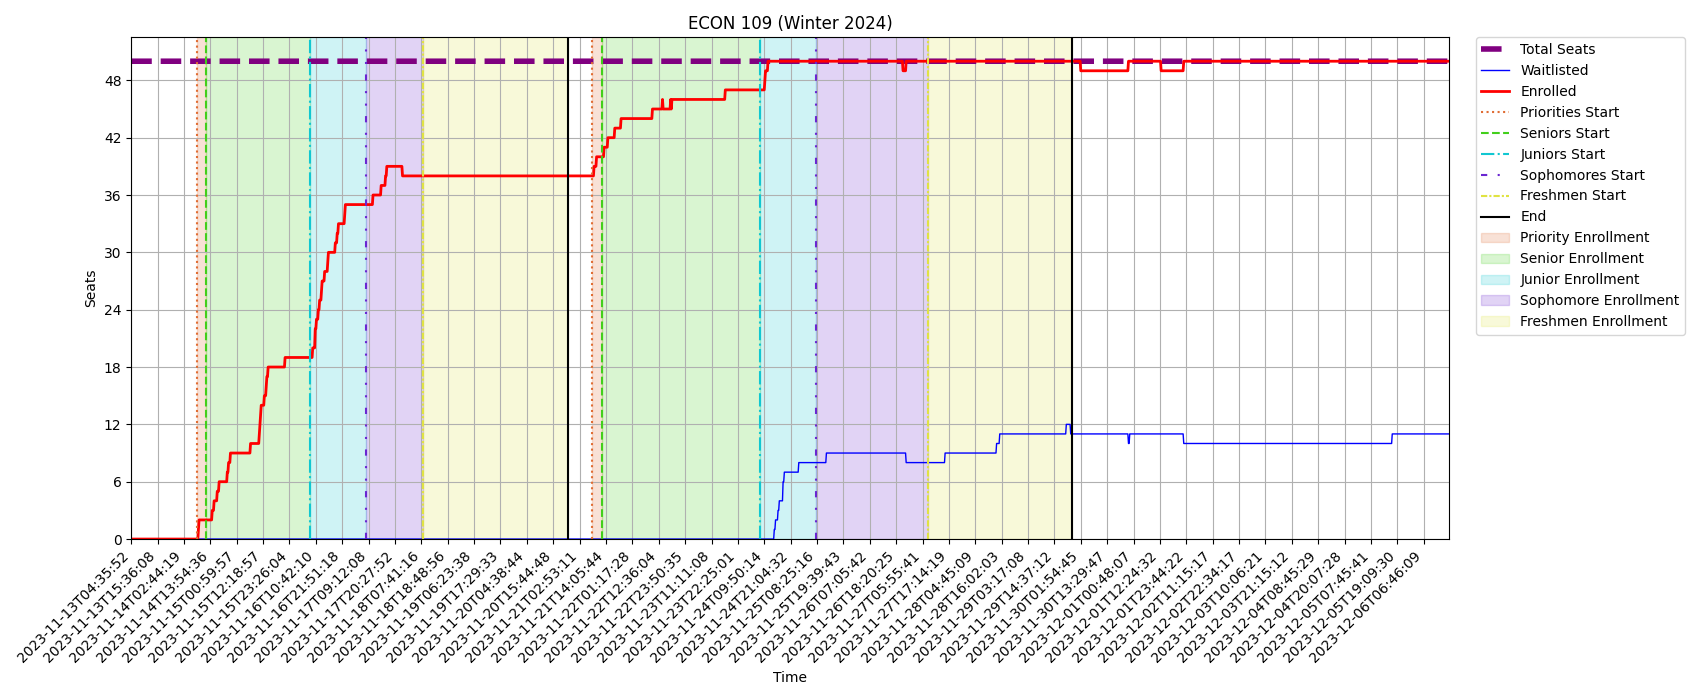 ECON 109 (Winter 2024)
Total Seats
Waitlisted
Enrolled
Priorities Start
Seniors Start
Juniors Start
Sophomores Start
Freshmen Start
End
Priority Enrollment
Senior Enrollment
Junior Enrollment
Sophomore Enrollment
Freshmen Enrollment
Seats
48
42
36
30
24
18
12
6
0
2023-11-13T04:35:52
2023-11-13T15:36:08
2023-11-14T02:44:19
2023-11-14T13:54:36
2023-11-15T00:59:57
2023-11-15T12:18:57
2023-11-15T23:26:04
2023-11-16T10:42:10
2023-11-16T21:51:18
2023-11-17T09:12:08
2023-11-17T20:27:52
2023-11-18T07:41:16
2023-11-18T18:48:56
2023-11-19T06:23:38
2023-11-19T17:29:33
2023-11-20T04:38:44
2023-11-20T15:44:48
2023-11-21T02:53:11
2023-11-21T14:05:44
2023-11-22T01:17:28
2023-11-22T12:36:04
2023-11-22T23:50:35
2023-11-23T11:11:08
2023-11-23T22:25:01
2023-11-24T09:50:14
2023-11-24T21:04:32
2023-11-25T08:25:16
2023-11-25T19:39:43
2023-11-26T07:05:42
2023-11-26T18:20:25
2023-11-27T05:55:41
2023-11-27T17:14:19
2023-11-28T04:45:09
2023-11-28T16:02:03
2023-11-29T03:17:08
2023-11-29T14:37:12
2023-11-30T01:54:45
2023-11-30T13:29:47
2023-12-01T00:48:07
2023-12-01T12:24:32
2023-12-01T23:44:22
2023-12-02T11:15:17
2023-12-02T22:34:17
2023-12-03T10:06:21
2023-12-03T21:15:12
2023-12-04T08:45:29
2023-12-04T20:07:28
2023-12-05T07:45:41
2023-12-05T19:09:30
2023-12-06T06:46:09
Time